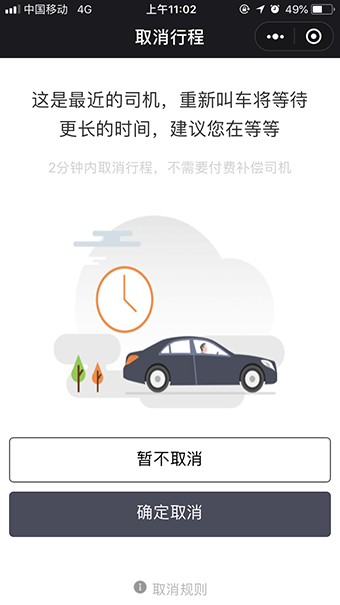 中国移动 4G 上午11:02 49%
取消行程
这是最近的司机，重新叫车将等待
更长的时间，建议您在等等
2分钟内取消行程，不需要付费补偿司机
暂不取消
确定取消
取消规则